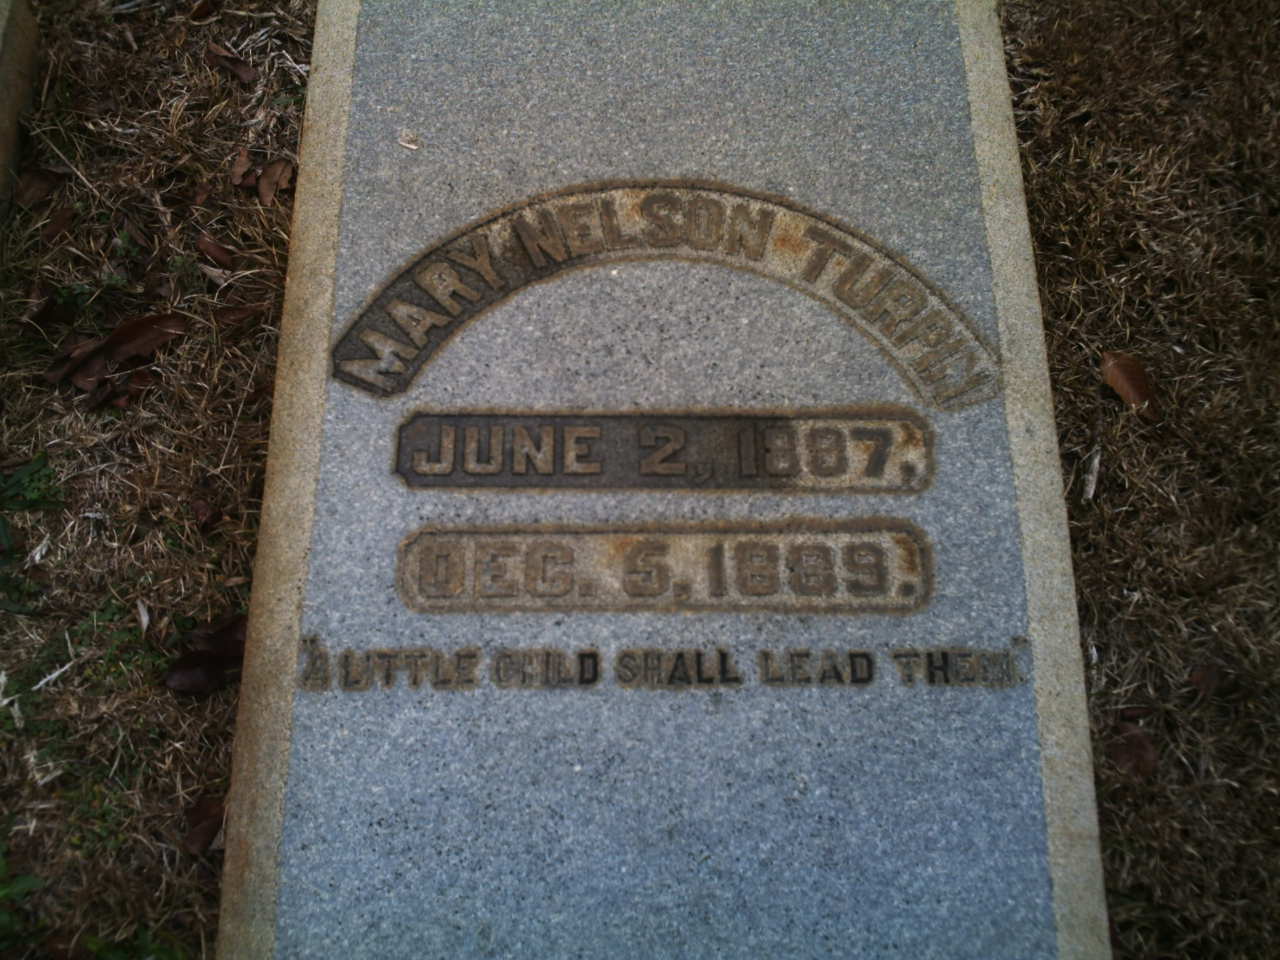 MARY NELSON TURPIN
JUNE 2, 1887.
DEC. 5, 1889.
"A LITTLE CHILD SHALL LEAD THEM."